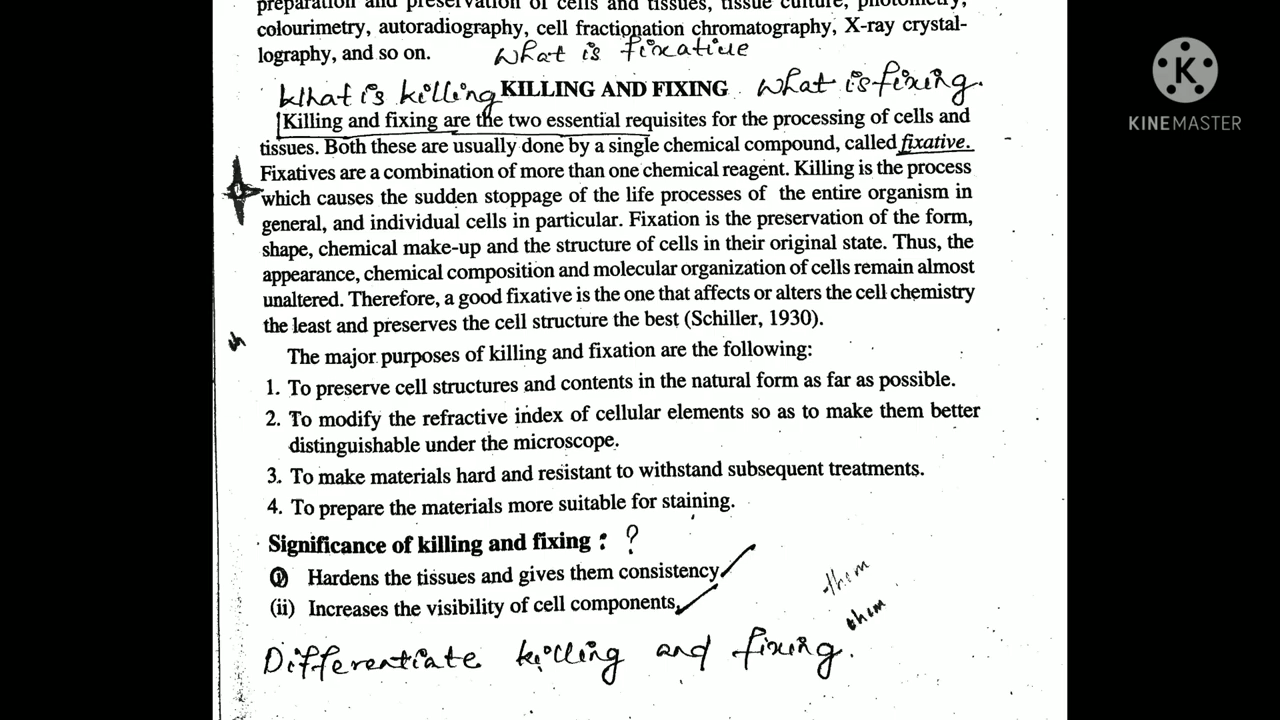 preparation and preservation of cells and tissues, tissue culture, photometry,
colourimetry, autoradiography, cell fractionation chromatography, X-ray crystal-
lography, and so on. What is fixative
What is killing KILLING AND FIXING What is fixing.
Killing and fixing are the two essential requisites for the processing of cells and
tissues. Both these are usually done by a single chemical compound, called fixative.
Fixatives are a combination of more than one chemical reagent. Killing is the process
which causes the sudden stoppage of the life processes of the entire organism in
general, and individual cells in particular. Fixation is the preservation of the form,
shape, chemical make-up and the structure of cells in their original state. Thus, the
appearance, chemical composition and molecular organization of cells remain almost
unaltered. Therefore, a good fixative is the one that affects or alters the cell chemistry
the least and preserves the cell structure the best (Schiller, 1930).
The major purposes of killing and fixation are the following:
1. To preserve cell structures and contents in the natural form as far as possible.
2. To modify the refractive index of cellular elements so as to make them better
distinguishable under the microscope.
3. To make materials hard and resistant to withstand subsequent treatments.
4. To prepare the materials more suitable for staining.
Significance of killing and fixing : ?
(i) Hardens the tissues and gives them consistency
(ii) Increases the visibility of cell components
them
them
Differentiate killing and fixing.
K
KINEMASTER